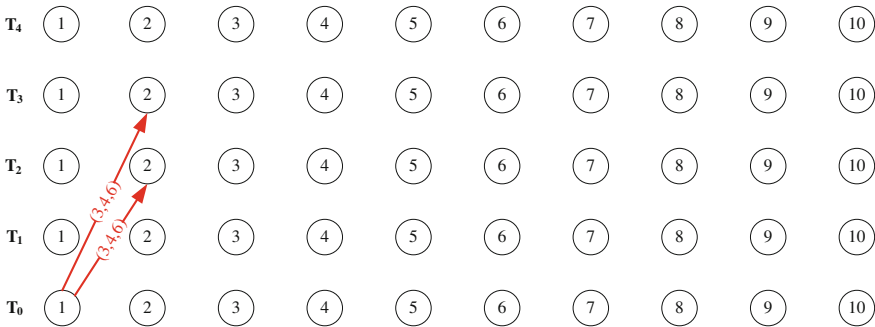 T4 1 2 3 4 5 6 7 8 9 10
T3 1 2 3 4 5 6 7 8 9 10
T2 1 2 3 4 5 6 7 8 9 10
(3,4,6)
(3,4,6)
T1 1 2 3 4 5 6 7 8 9 10
T0 1 2 3 4 5 6 7 8 9 10